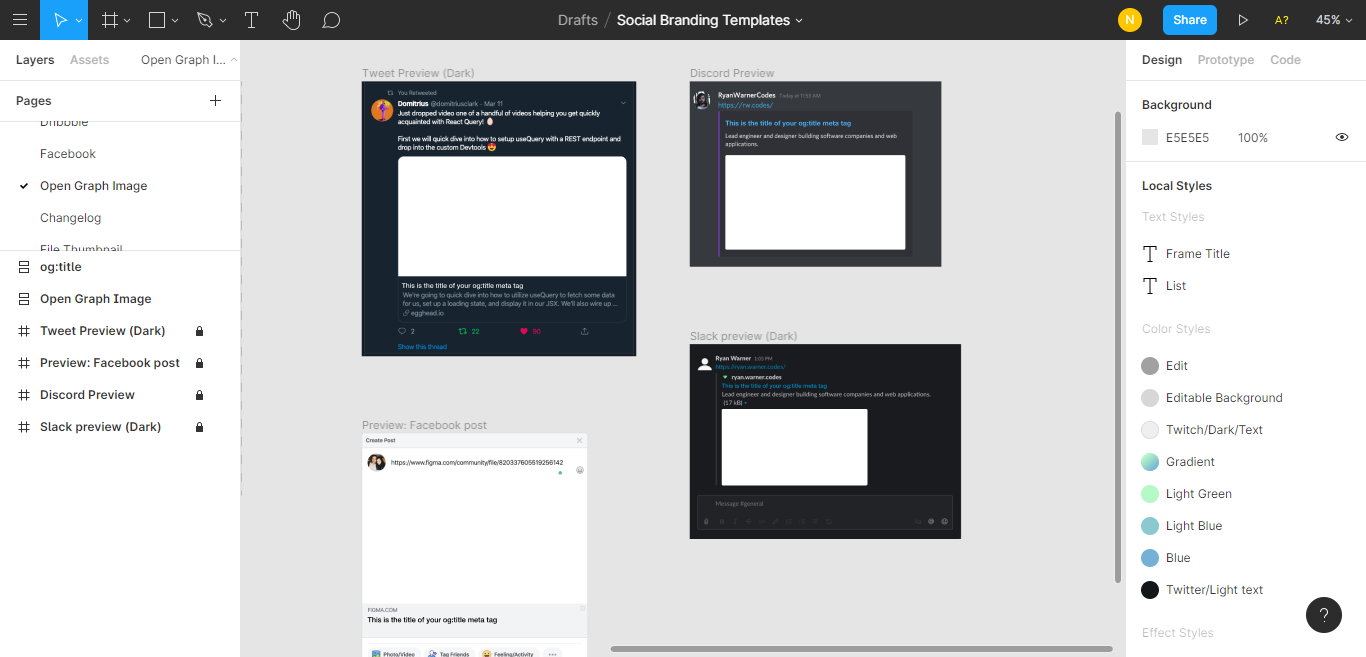 Drafts / Social Branding Templates
N
Share
A?
45%
Layers
Assets
Open Graph I...
Pages
Dribbble
Facebook
Open Graph Image
Changelog
File Thumbnail
og:title
Open Graph Image
Tweet Preview (Dark)
Preview: Facebook post
Discord Preview
Slack preview (Dark)
Tweet Preview (Dark)
You Retweeted
Domitrius @domitriusclark - Mar 11
Just dropped video one of a handful of videos helping you get quickly
acquainted with React Query!
First we will quick dive into how to setup useQuery with a REST endpoint and
drop into the custom Devtools
This is the title of your og:title meta tag
We're going to quick dive into how to utilize useQuery to fetch some data
for us, set up a loading state, and display it in our JSX. We'll also wire up ...
egghead.io
2
22
90
Show this thread
Discord Preview
RyanWarnerCodes Today at 11:53 AM
https://rw.codes/
This is the title of your og:title meta tag
Lead engineer and designer building software companies and web
applications.
Slack preview (Dark)
Ryan Warner 1:03 PM
https://ryan.warner.codes/
ryan.warner.codes
This is the title of your og:title meta tag
Lead engineer and designer building software companies and web applications.
(17 kB)
Message #general
Preview: Facebook post
Create Post
https://www.figma.com/community/file/820337605519256142
FIGMA.COM
This is the title of your og:title meta tag
Photo/Video
Tag Friends
Feeling/Activity
Design
Prototype
Code
Background
E5E5E5
100%
Local Styles
Text Styles
Frame Title
List
Color Styles
Edit
Editable Background
Twitch/Dark/Text
Gradient
Light Green
Light Blue
Blue
Twitter/Light text
Effect Styles
?